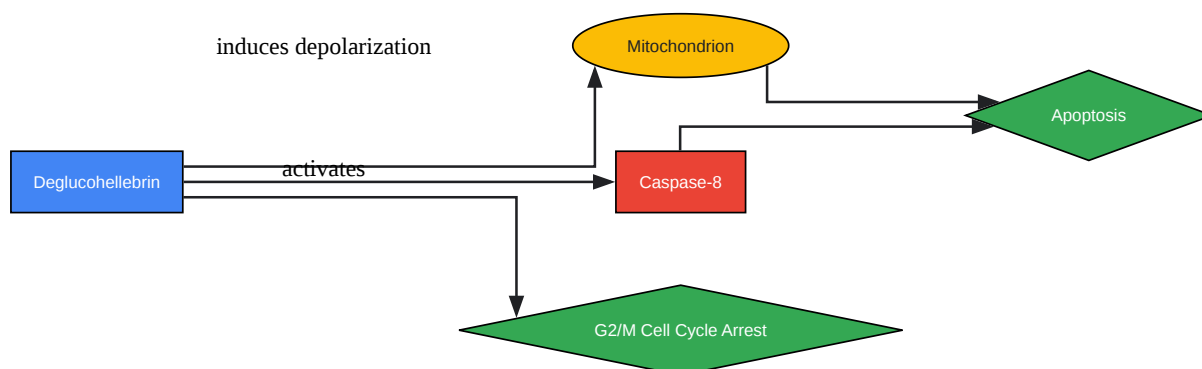 induces depolarization
Mitochondrion
Apoptosis
activates
Deglucohellebrin
Caspase-8
G2/M Cell Cycle Arrest